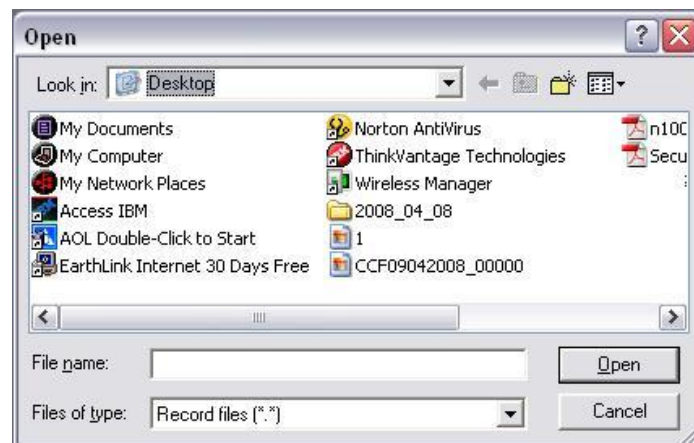 Open
Look in: Desktop
My Documents
My Computer
My Network Places
Access IBM
AOL Double-Click to Start
EarthLink Internet 30 Days Free
Norton AntiVirus
ThinkVantage Technologies
Wireless Manager
2008_04_08
1
CCF09042008_00000
n100
Secu
File name:
Open
Files of type: Record files (*.*)
Cancel